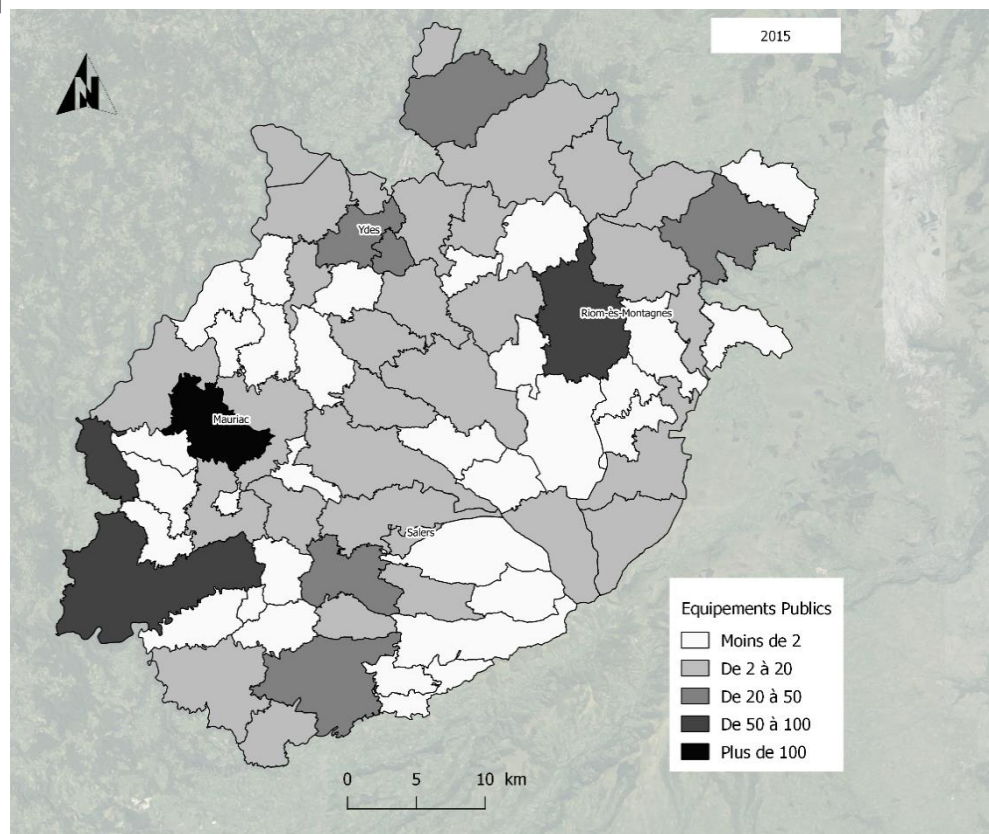 2015
N
Ydes
Riom-ès-Montagnes
Mauriac
Salers
Equipements Publics
Moins de 2
De 2 à 20
De 20 à 50
De 50 à 100
Plus de 100
0 5 10 km